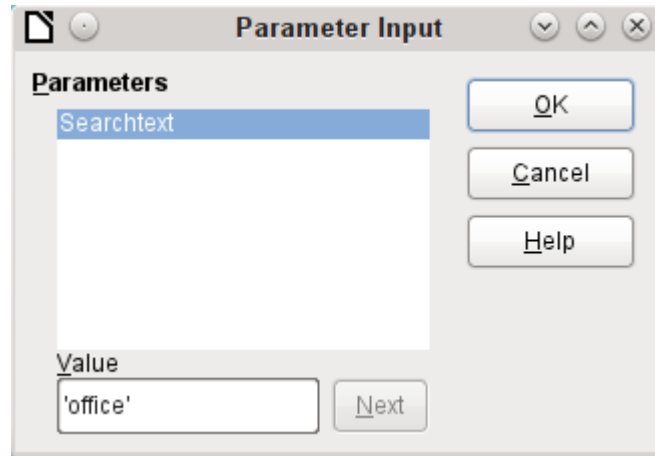 Parameter Input
Parameters
Searchtext
OK
Cancel
Help
Value
'office'
Next